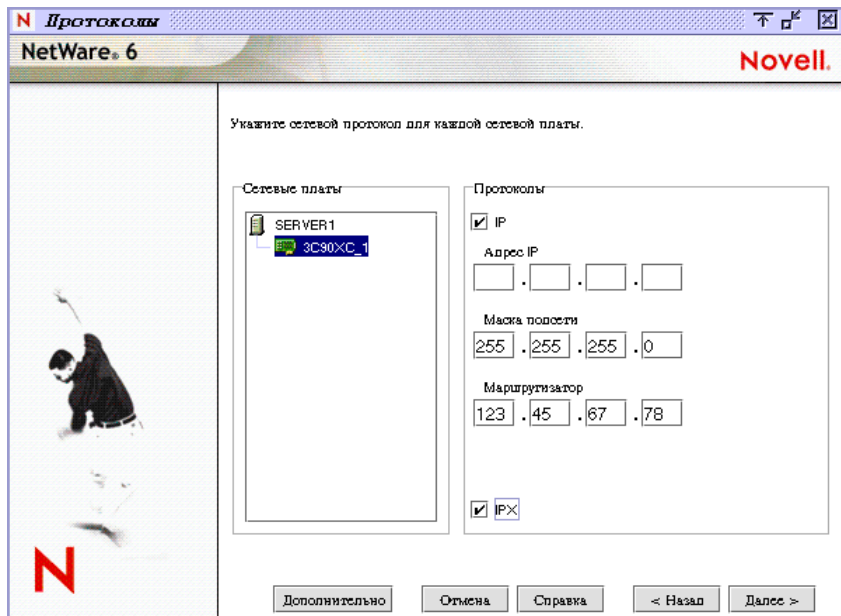 N Протоколы
NetWare® 6
Novell.
Укажите сетевой протокол для каждой сетевой платы.
Сетевые платы
SERVER1
3C90XC_1
Протоколы
IP
Адрес IP
. . .
Маска подсети
255 . 255 . 255 . 0
Маршрутизатор
123 . 45 . 67 . 78
IPX
N
Дополнительно
Отмена
Справка
< Назад
Далее >